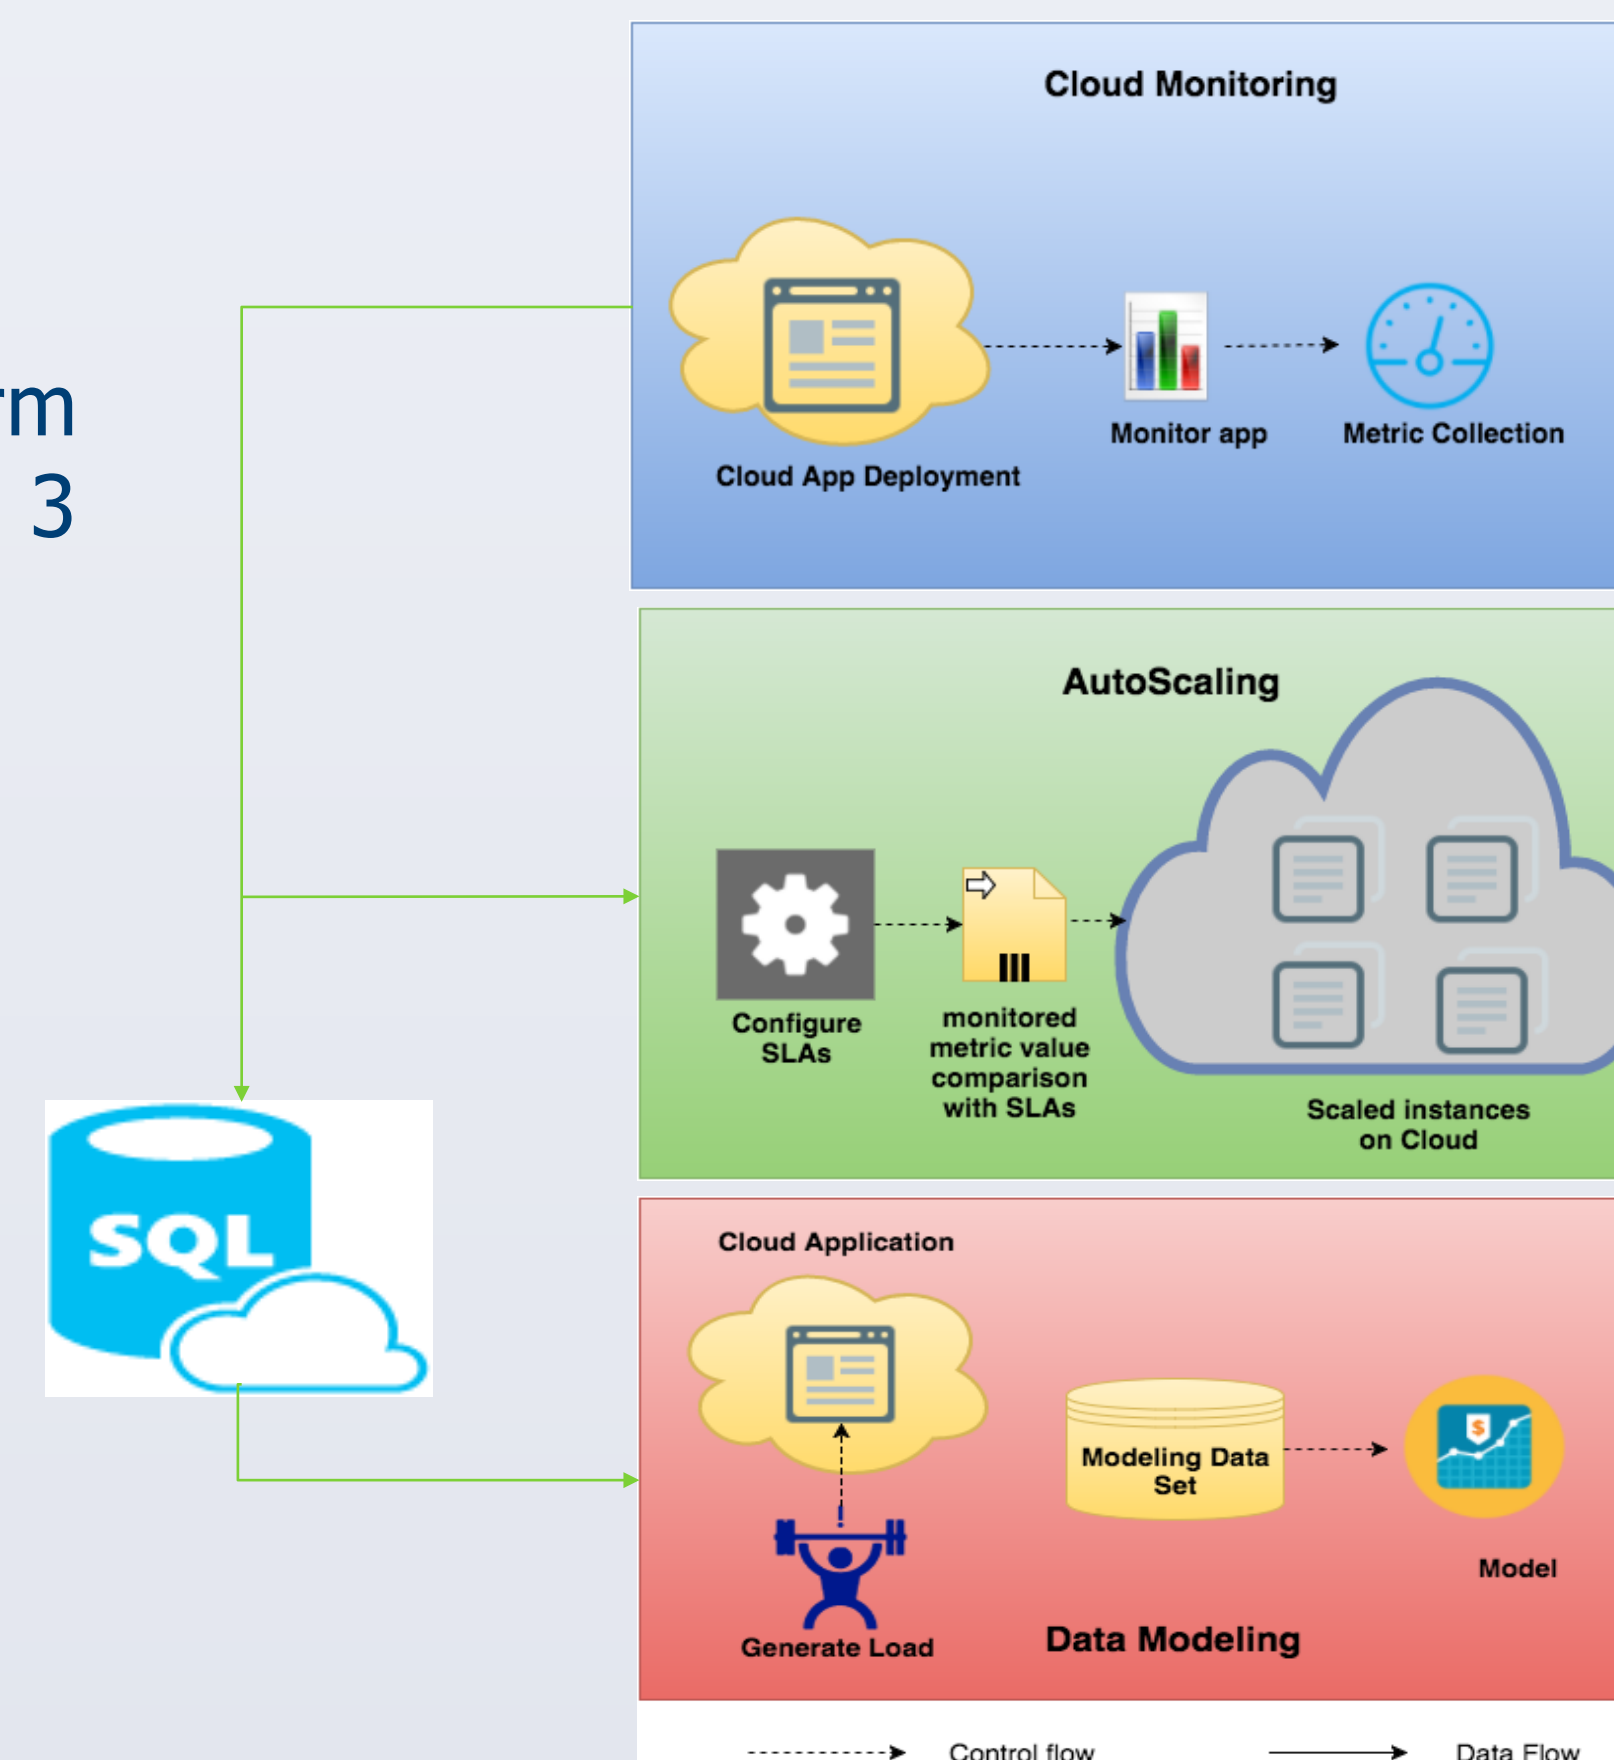 rm
3
Cloud Monitoring
Monitor app
Metric Collection
Cloud App Deployment
AutoScaling
Configure
SLAs
monitored
metric value
comparison
with SLAs
Scaled instances
on Cloud
SQL
Cloud Application
Modeling Data
Set
$
Model
Generate Load
Data Modeling
Control flow
Data Flow